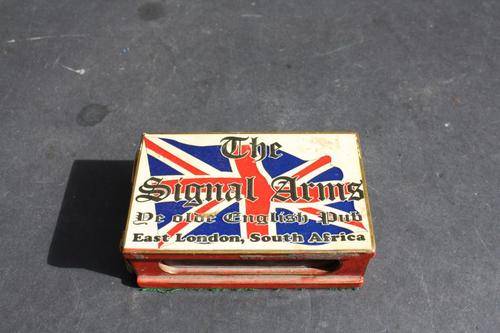 The
Signal Arms
Ye olde English Pub
East London, South Africa